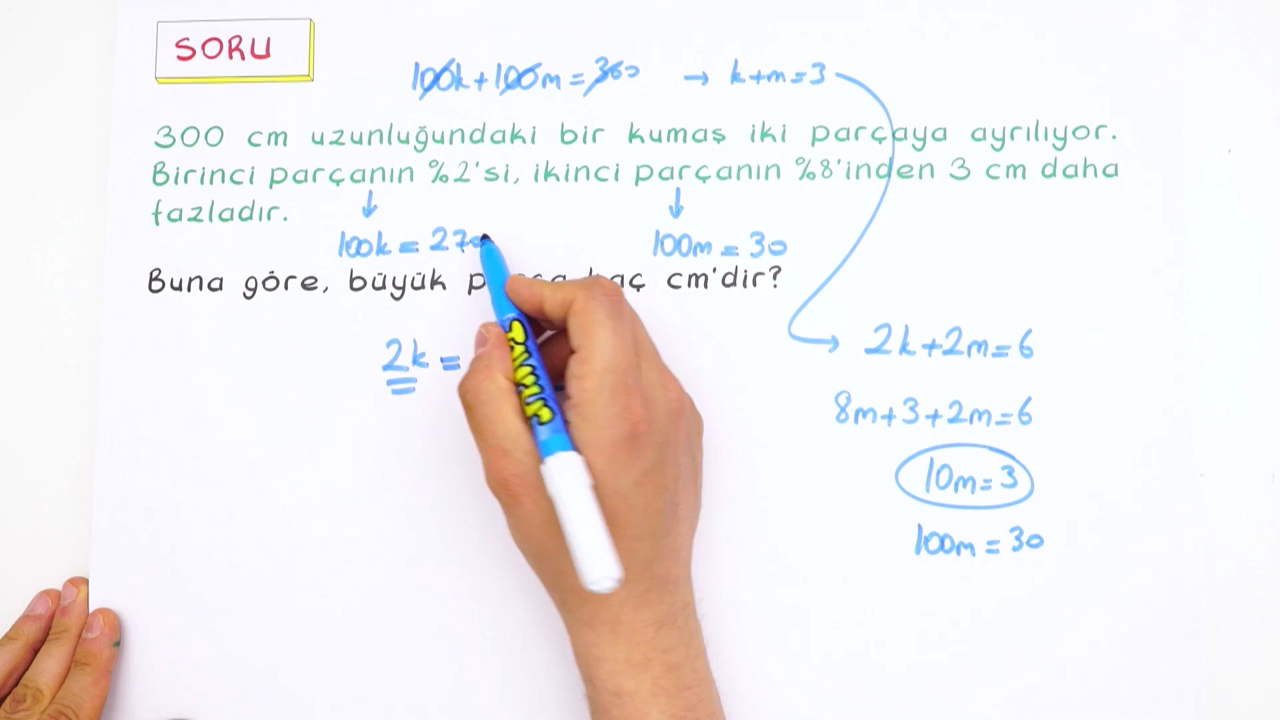 SORU
100k+100m=300 → k+m=3
300 cm uzunluğundaki bir kumaş iki parçaya ayrılıyor.
Birinci parçanın %2'si, ikinci parçanın %8'inden 3 cm daha
fazladır.
100k = 270
100m = 30
Buna göre, büyük kaç cm'dir?
2k =
2k+2m=6
8m+3+2m=6
10m=3
100m=30